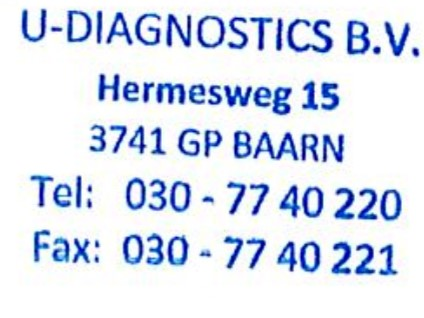 U-DIAGNOSTICS B.V.
Hermesweg 15
3741 GP BAARN
Tel: 030 - 77 40 220
Fax: 030 - 77 40 221